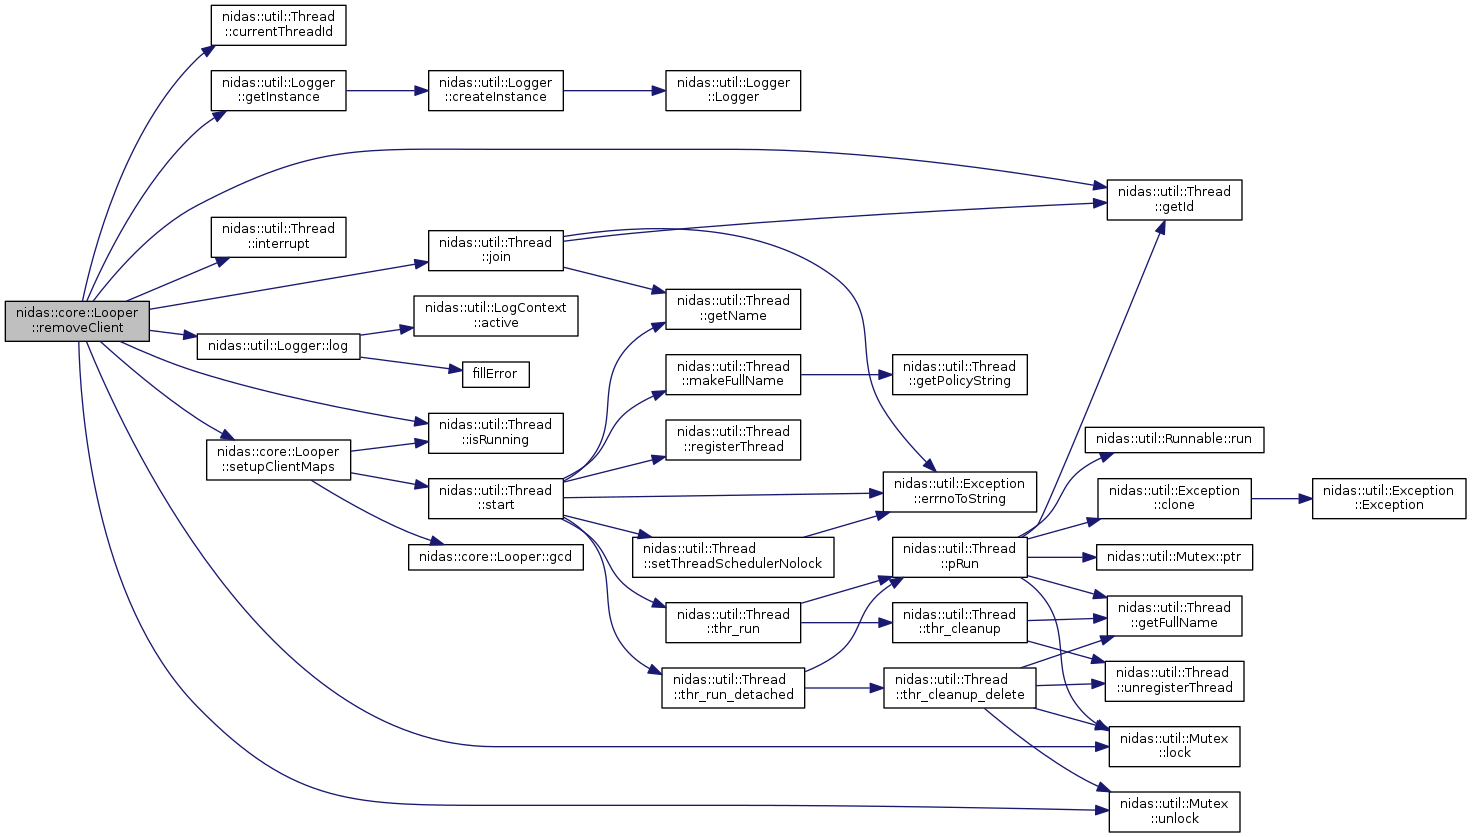 nidas::core::Looper
::removeClient
nidas::util::Thread
::currentThreadId
nidas::util::Logger
::getInstance
nidas::util::Logger
::createInstance
nidas::util::Logger
::Logger
nidas::util::Thread
::getId
nidas::util::Thread
::interrupt
nidas::util::Thread
::join
nidas::util::Thread
::getName
nidas::util::LogContext
::active
nidas::util::Logger::log
fillError
nidas::util::Thread
::makeFullName
nidas::util::Thread
::getPolicyString
nidas::util::Thread
::isRunning
nidas::util::Thread
::registerThread
nidas::core::Looper
::setupClientMaps
nidas::util::Runnable::run
nidas::util::Thread
::start
nidas::util::Exception
::errnoToString
nidas::util::Exception
::clone
nidas::util::Exception
::Exception
nidas::core::Looper::gcd
nidas::util::Thread
::setThreadSchedulerNolock
nidas::util::Thread
::pRun
nidas::util::Mutex::ptr
nidas::util::Thread
::thr_run
nidas::util::Thread
::thr_cleanup
nidas::util::Thread
::getFullName
nidas::util::Thread
::thr_run_detached
nidas::util::Thread
::thr_cleanup_delete
nidas::util::Thread
::unregisterThread
nidas::util::Mutex
::lock
nidas::util::Mutex
::unlock